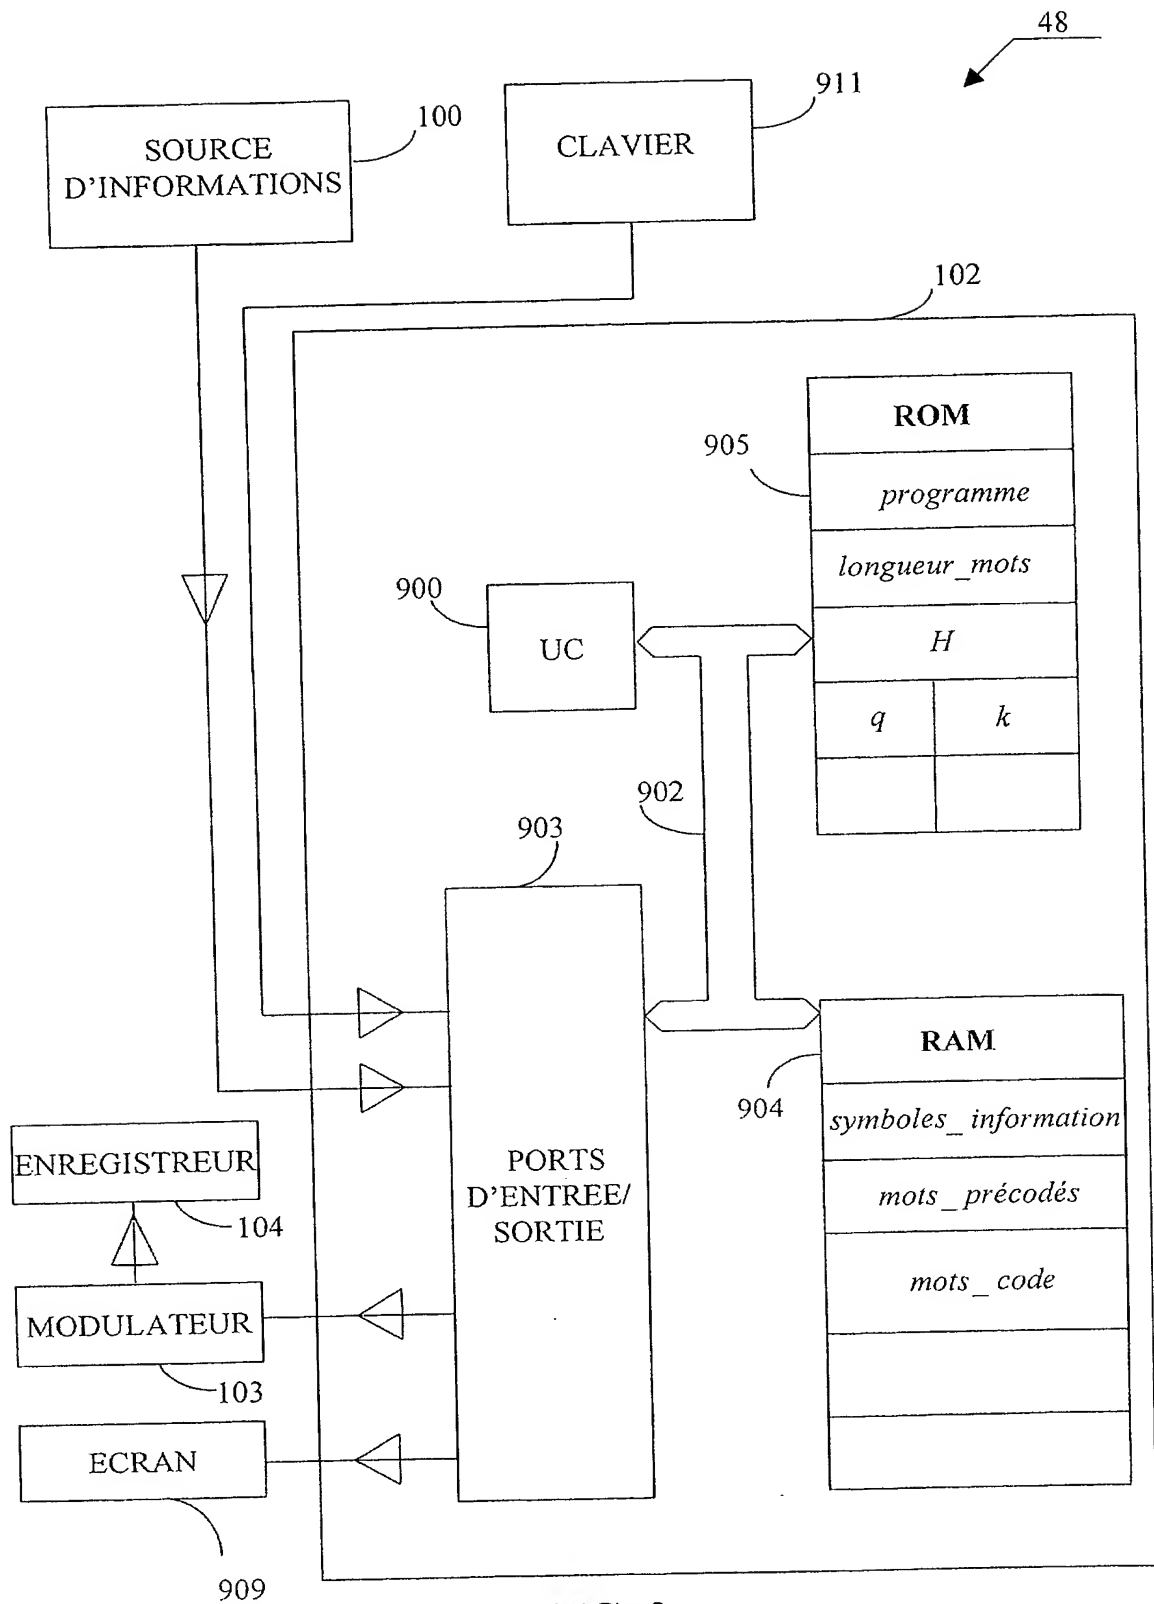 48
SOURCE
D'INFORMATIONS
100
CLAVIER
911
102
ROM
905
programme
longueur_mots
H
q
k
900
UC
902
903
PORTS
D'ENTREE/
SORTIE
RAM
904
symboles_information
mots_précodés
mots_code
ENREGISTREUR
104
MODULATEUR
103
ECRAN
909